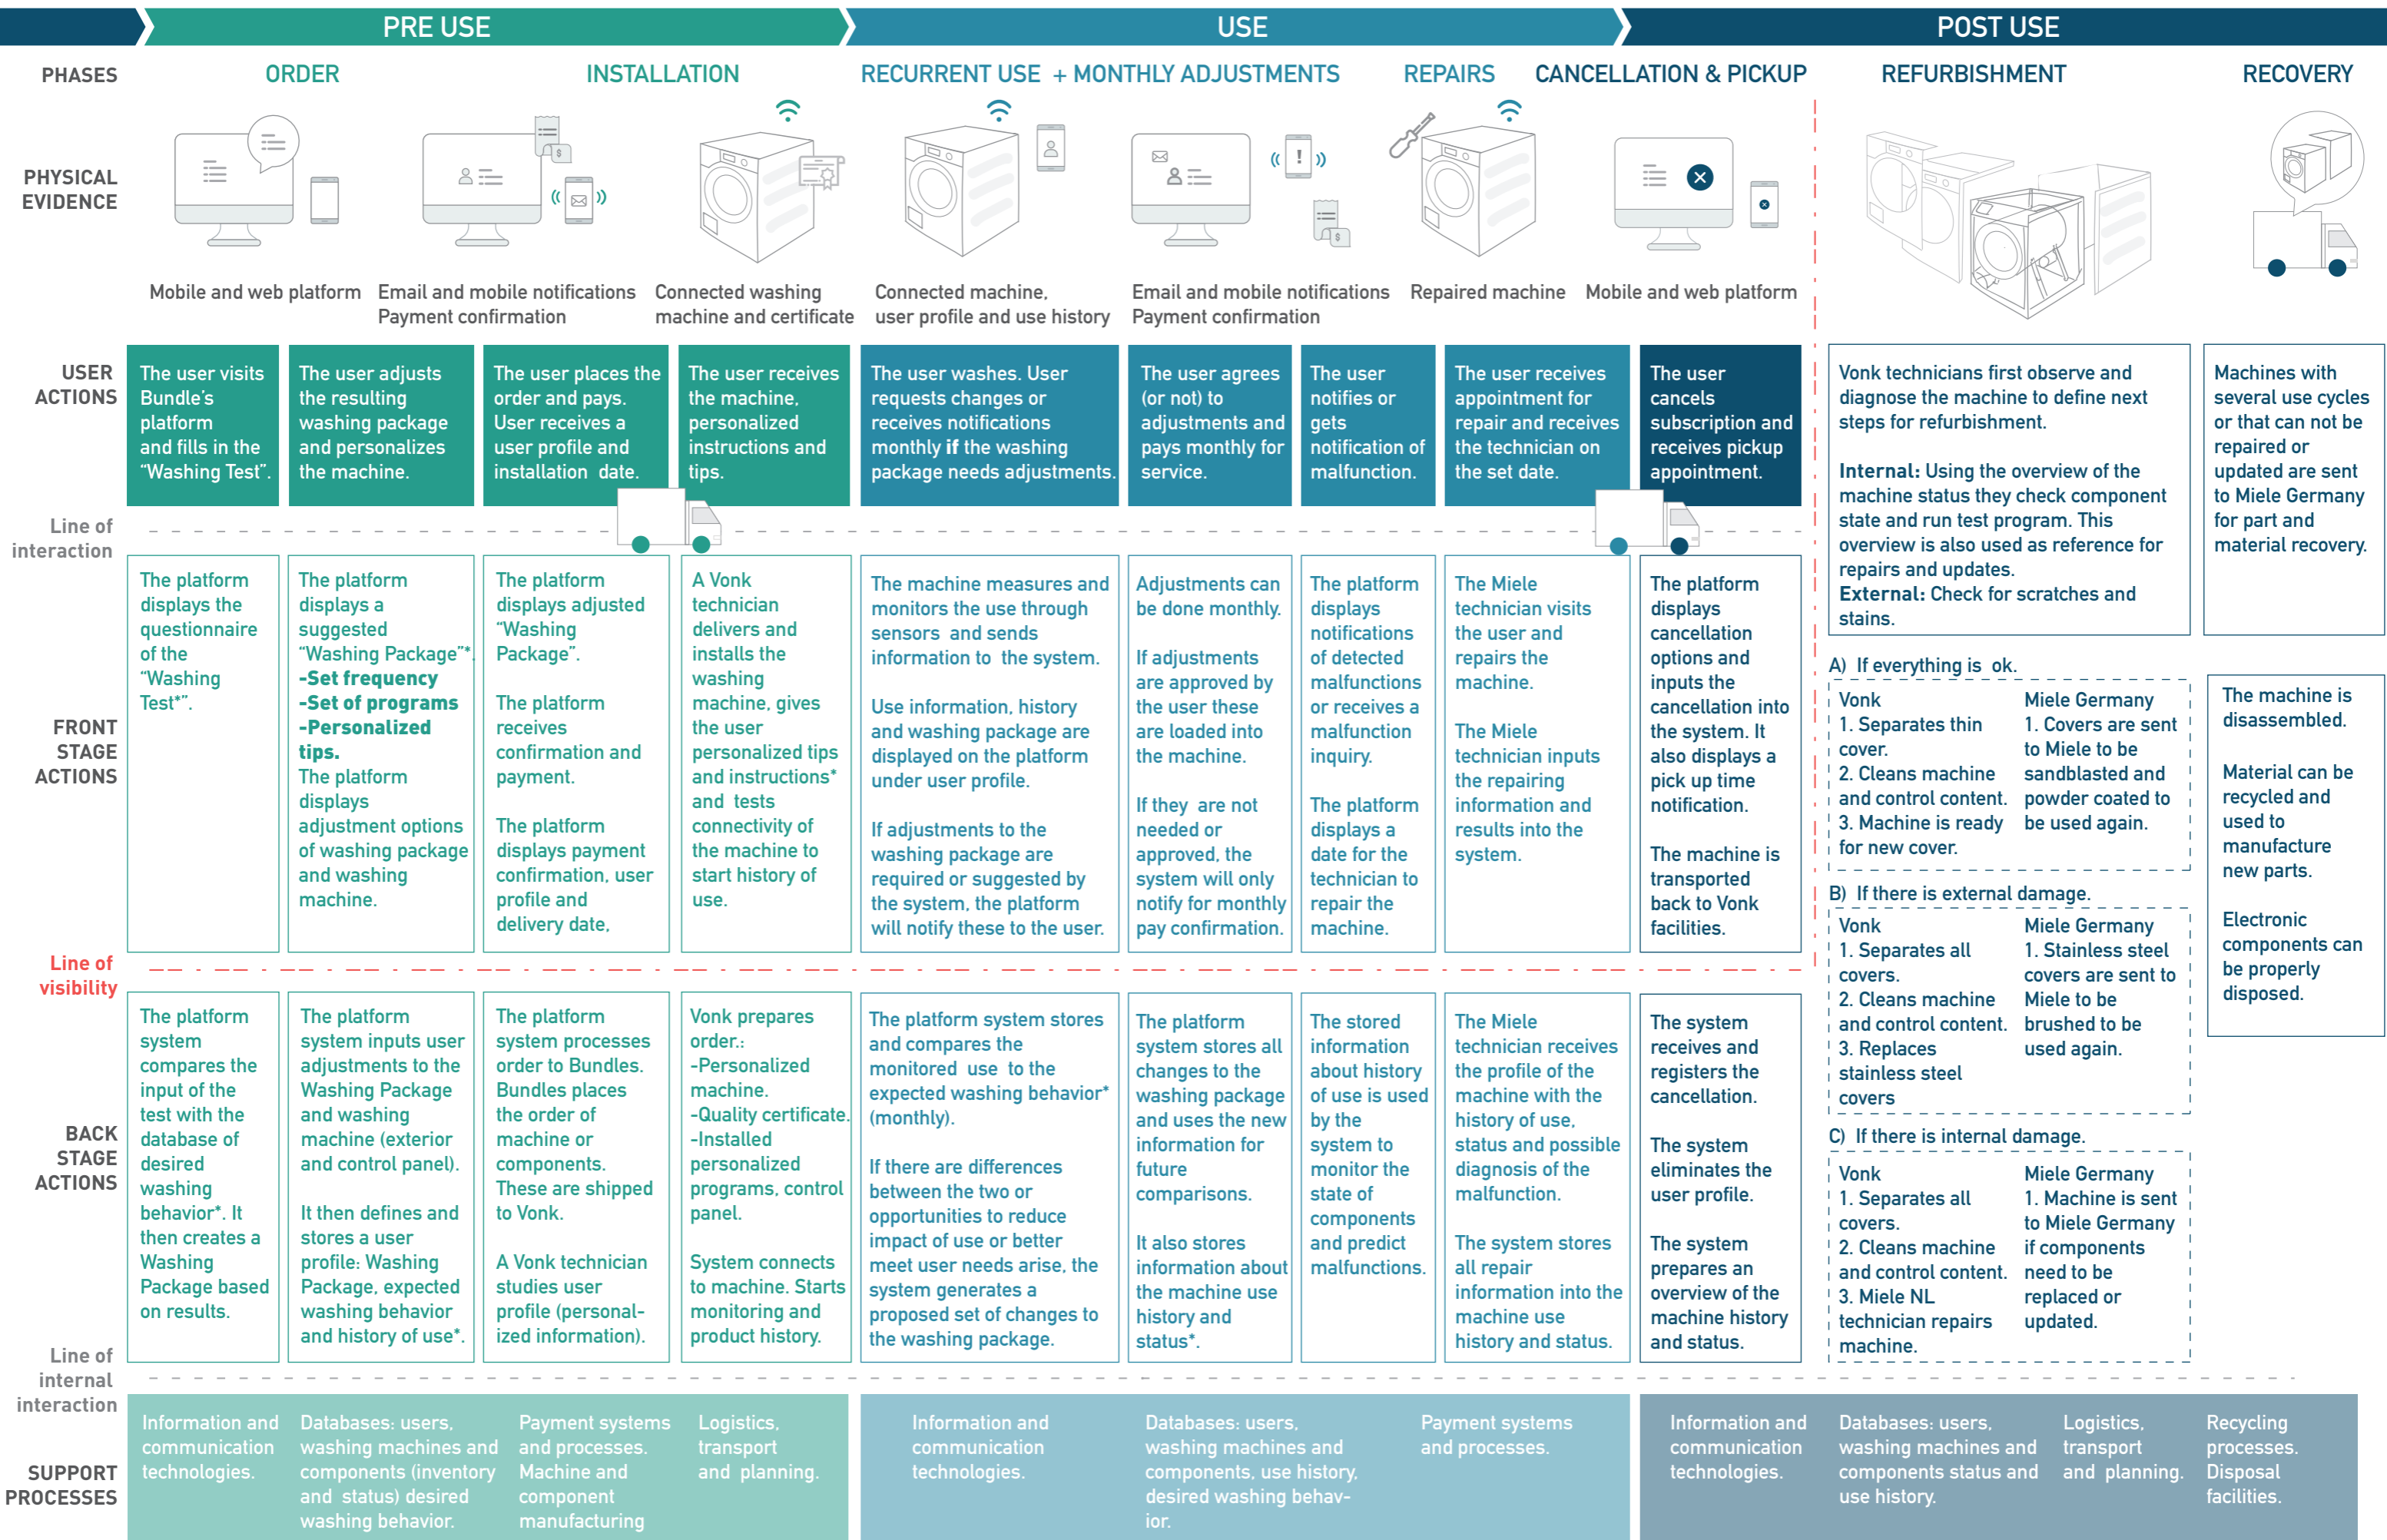 PRE USE
USE
POST USE
PHASES
ORDER
INSTALLATION
RECURRENT USE + MONTHLY ADJUSTMENTS
REPAIRS
CANCELLATION & PICKUP
REFURBISHMENT
RECOVERY
PHYSICAL
EVIDENCE
Mobile and web platform
Email and mobile notifications
Payment confirmation
Connected washing
machine and certificate
Connected machine,
user profile and use history
Email and mobile notifications
Payment confirmation
Repaired machine
Mobile and web platform
USER
ACTIONS
The user visits
Bundle's
platform
and fills in the
“Washing Test”.
The user adjusts
the resulting
washing package
and personalizes
the machine.
The user places the
order and pays.
User receives a
user profile and
installation date.
The user receives
the machine,
personalized
instructions and
tips.
The user washes. User
requests changes or
receives notifications
monthly if the washing
package needs adjustments.
The user agrees
(or not) to
adjustments and
pays monthly for
service.
The user
notifies or
gets
notification of
malfunction.
The user receives
appointment for
repair and receives
the technician on
the set date.
The user
cancels
subscription and
receives pickup
appointment.
Vonk technicians first observe and
diagnose the machine to define next
steps for refurbishment.
Internal: Using the overview of the
machine status they check component
state and run test program. This
overview is also used as reference for
repairs and updates.
External: Check for scratches and
stains.
Machines with
several use cycles
or that can not be
repaired or
updated are sent
to Miele Germany
for part and
material recovery.
Line of
interaction
FRONT
STAGE
ACTIONS
The platform
displays the
questionnaire
of the
“Washing
Test*”.
The platform
displays a
suggested
“Washing Package”*.
-Set frequency
-Set of programs
-Personalized
tips.
The platform
displays
adjustment options
of washing package
and washing
machine.
The platform
displays adjusted
“Washing
Package”.
The platform
receives
confirmation and
payment.
The platform
displays payment
confirmation, user
profile and
delivery date,
A Vonk
technician
delivers and
installs the
washing
machine, gives
the user
personalized tips
and instructions*
and tests
connectivity of
the machine to
start history of
use.
The machine measures and
monitors the use through
sensors and sends
information to the system.
Use information, history
and washing package are
displayed on the platform
under user profile.
If adjustments to the
washing package are
required or suggested by
the system, the platform
will notify these to the user.
Adjustments can
be done monthly.
If adjustments
are approved by
the user these
are loaded into
the machine.
If they are not
needed or
approved, the
system will only
notify for monthly
pay confirmation.
The platform
displays
notifications
of detected
malfunctions
or receives a
malfunction
inquiry.
The platform
displays a
date for the
technician to
repair the
machine.
The Miele
technician visits
the user and
repairs the
machine.
The Miele
technician inputs
the repairing
information and
results into the
system.
The platform
displays
cancellation
options and
inputs the
cancellation into
the system. It
also displays a
pick up time
notification.
The machine is
transported
back to Vonk
facilities.
A) If everything is ok.
Vonk
1. Separates thin
cover.
2. Cleans machine
and control content.
3. Machine is ready
for new cover.
Miele Germany
1. Covers are sent
to Miele to be
sandblasted and
powder coated to
be used again.
B) If there is external damage.
Vonk
1. Separates all
covers.
2. Cleans machine
and control content.
3. Replaces
stainless steel
covers
Miele Germany
1. Stainless steel
covers are sent to
Miele to be
brushed to be
used again.
C) If there is internal damage.
Vonk
1. Separates all
covers.
2. Cleans machine
and control content.
3. Miele NL
technician repairs
machine.
Miele Germany
1. Machine is sent
to Miele Germany
if components
need to be
replaced or
updated.
The machine is
disassembled.
Material can be
recycled and
used to
manufacture
new parts.
Electronic
components can
be properly
disposed.
Line of
visibility
BACK
STAGE
ACTIONS
The platform
system
compares the
input of the
test with the
database of
desired
washing
behavior*. It
then creates a
Washing
Package based
on results.
The platform
system inputs user
adjustments to the
Washing Package
and washing
machine (exterior
and control panel).
It then defines and
stores a user
profile: Washing
Package, expected
washing behavior
and history of use*.
The platform
system processes
order to Bundles.
Bundles places
the order of
machine or
components.
These are shipped
to Vonk.
A Vonk technician
studies user
profile (personal-
ized information).
Vonk prepares
order.:
-Personalized
machine.
-Quality certificate.
-Installed
personalized
programs, control
panel.
System connects
to machine. Starts
monitoring and
product history.
The platform system stores
and compares the
monitored use to the
expected washing behavior*
(monthly).
If there are differences
between the two or
opportunities to reduce
impact of use or better
meet user needs arise, the
system generates a
proposed set of changes to
the washing package.
The platform
system stores all
changes to the
washing package
and uses the new
information for
future
comparisons.
It also stores
information about
the machine use
history and
status*.
The stored
information
about history
of use is used
by the
system to
monitor the
state of
components
and predict
malfunctions.
The Miele
technician receives
the profile of the
machine with the
history of use,
status and possible
diagnosis of the
malfunction.
The system stores
all repair
information into the
machine use
history and status.
The system
receives and
registers the
cancellation.
The system
eliminates the
user profile.
The system
prepares an
overview of the
machine history
and status.
Line of
internal
interaction
SUPPORT
PROCESSES
Information and
communication
technologies.
Databases: users,
washing machines and
components (inventory
and status) desired
washing behavior.
Payment systems
and processes.
Machine and
component
manufacturing
Logistics,
transport
and planning.
Information and
communication
technologies.
Databases: users,
washing machines and
components, use history,
desired washing behav-
ior.
Payment systems
and processes.
Information and
communication
technologies.
Databases: users,
washing machines and
components status and
use history.
Logistics,
transport
and planning.
Recycling
processes.
Disposal
facilities.